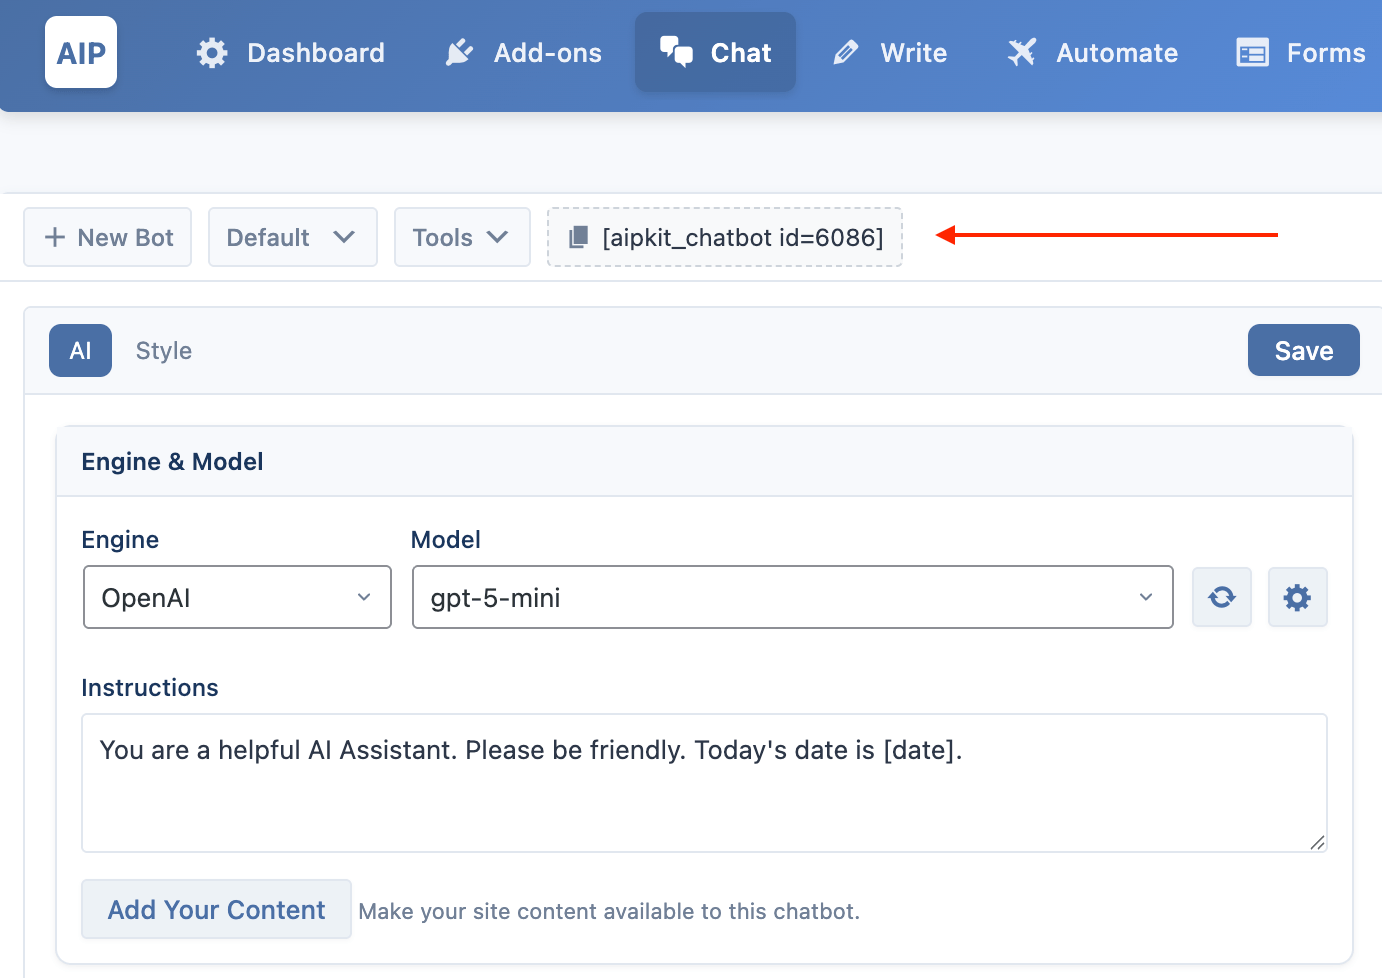 AIP Dashboard Add-ons Chat Write Automate Forms
New Bot Default Tools [aipkit_chatbot id=6086]
AI Style Save
Engine & Model
Engine Model
OpenAI gpt-5-mini
Instructions
You are a helpful AI Assistant. Please be friendly. Today's date is [date].
Add Your Content Make your site content available to this chatbot.